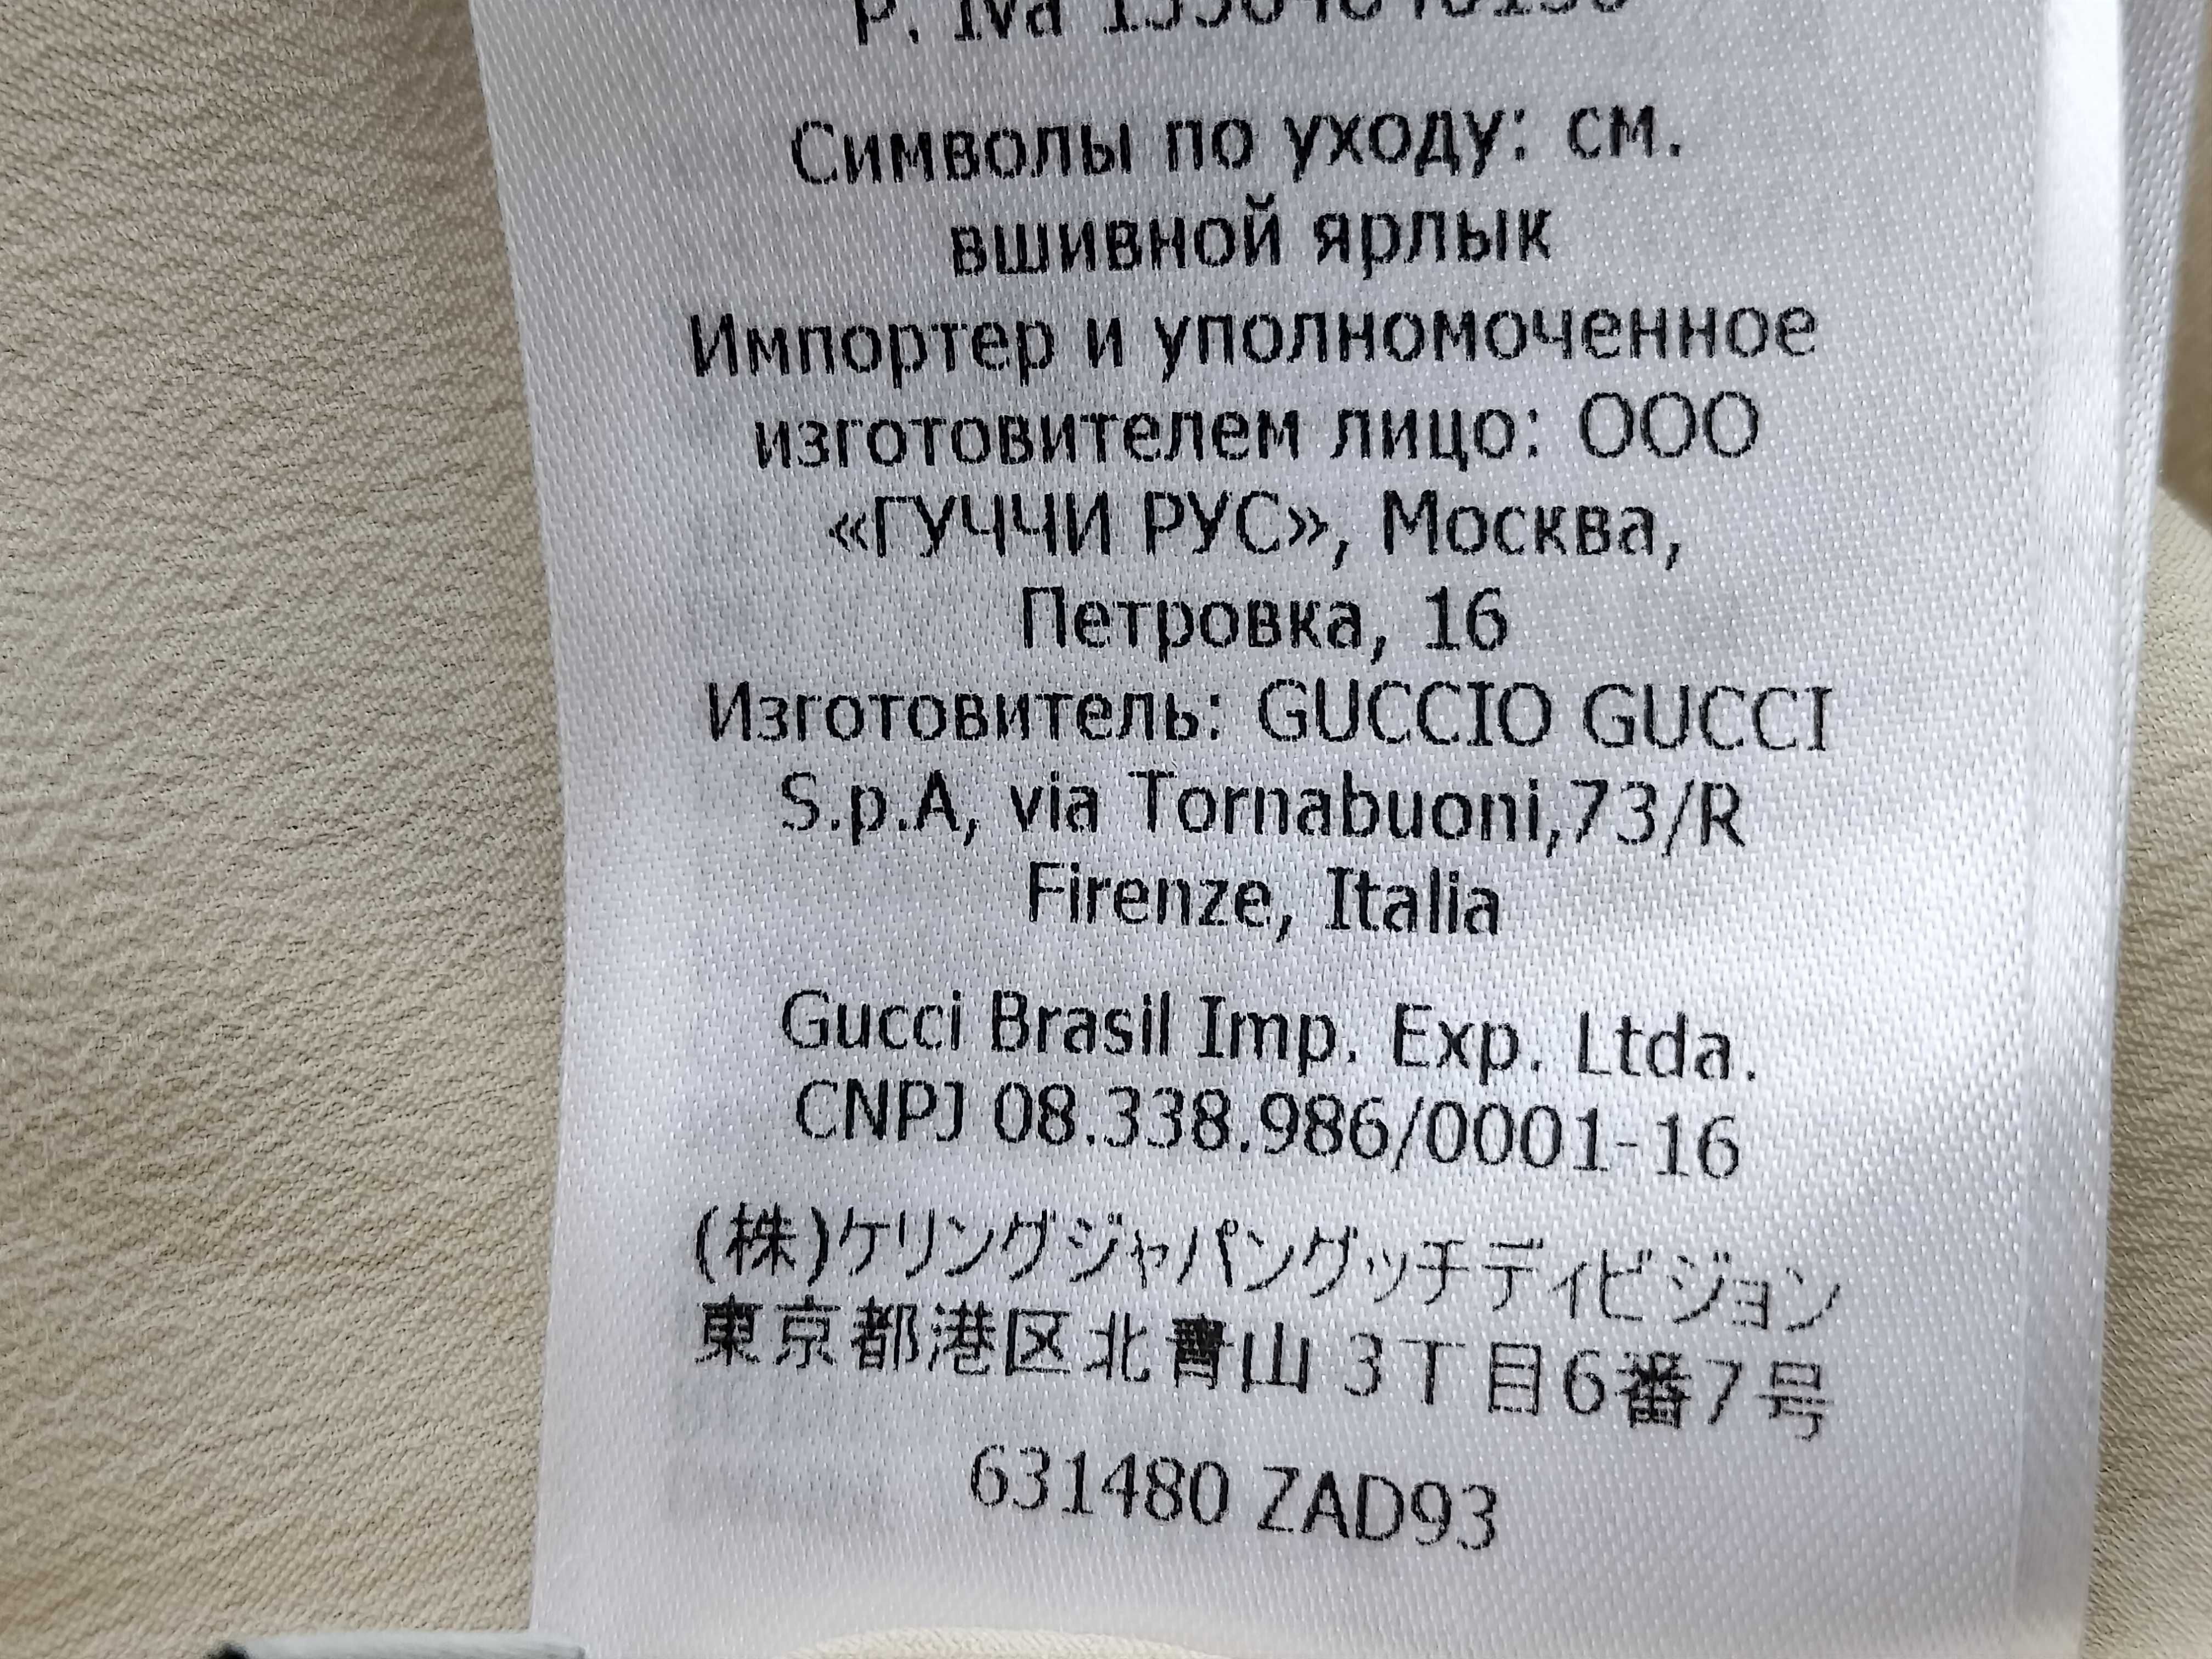 P. Iva
Символы по уходу: см.
вшивной ярлык
Импортер и уполномоченное
изготовителем лицо: ООО
«ГУЧЧИ РУС», Москва,
Петровка, 16
Изготовитель: GUCCIO GUCCI
S.p.A, via Tornabuoni,73/R
Firenze, Italia
Gucci Brasil Imp. Exp. Ltda.
CNPJ 08.338.986/0001-16
(株)ケリングジャパングッチディビジョン
東京都港区北青山 3丁目6番7号
631480 ZAD93